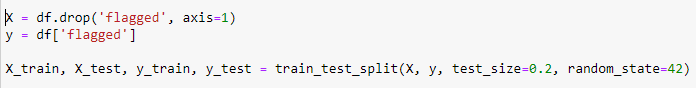 X = df.drop('flagged', axis=1)
y = df['flagged']
X_train, X_test, y_train, y_test = train_test_split(X, y, test_size=0.2, random_state=42)